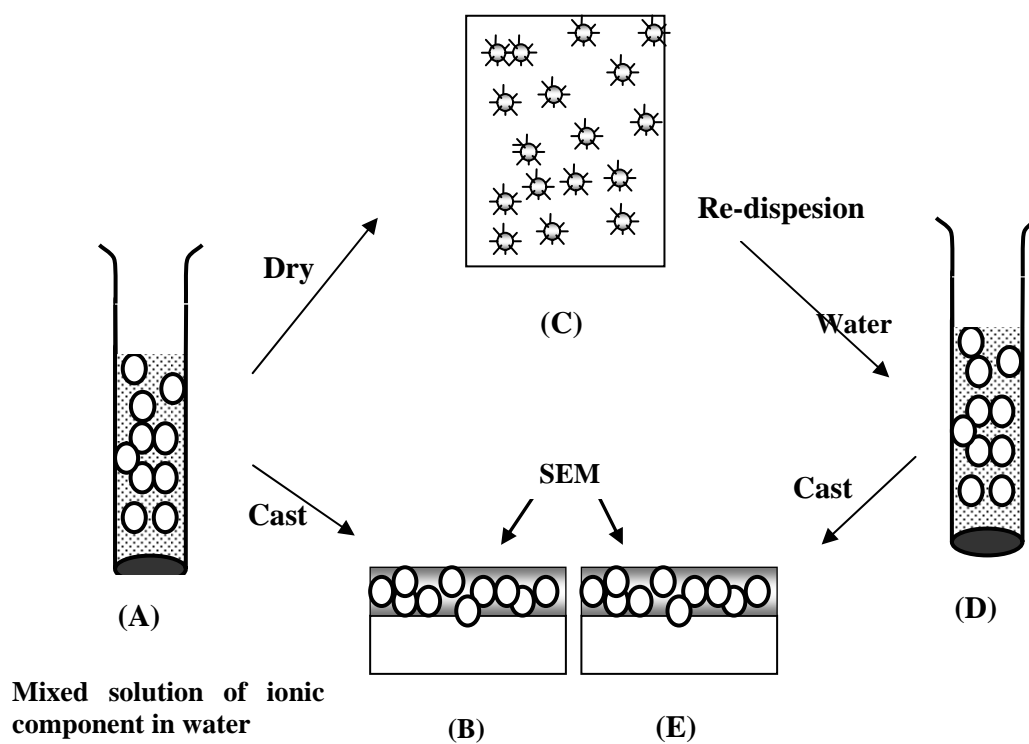 Re-dispesion
Dry
(C)
Water
SEM
Cast
Cast
(A)
(D)
Mixed solution of ionic
component in water
(B)
(E)